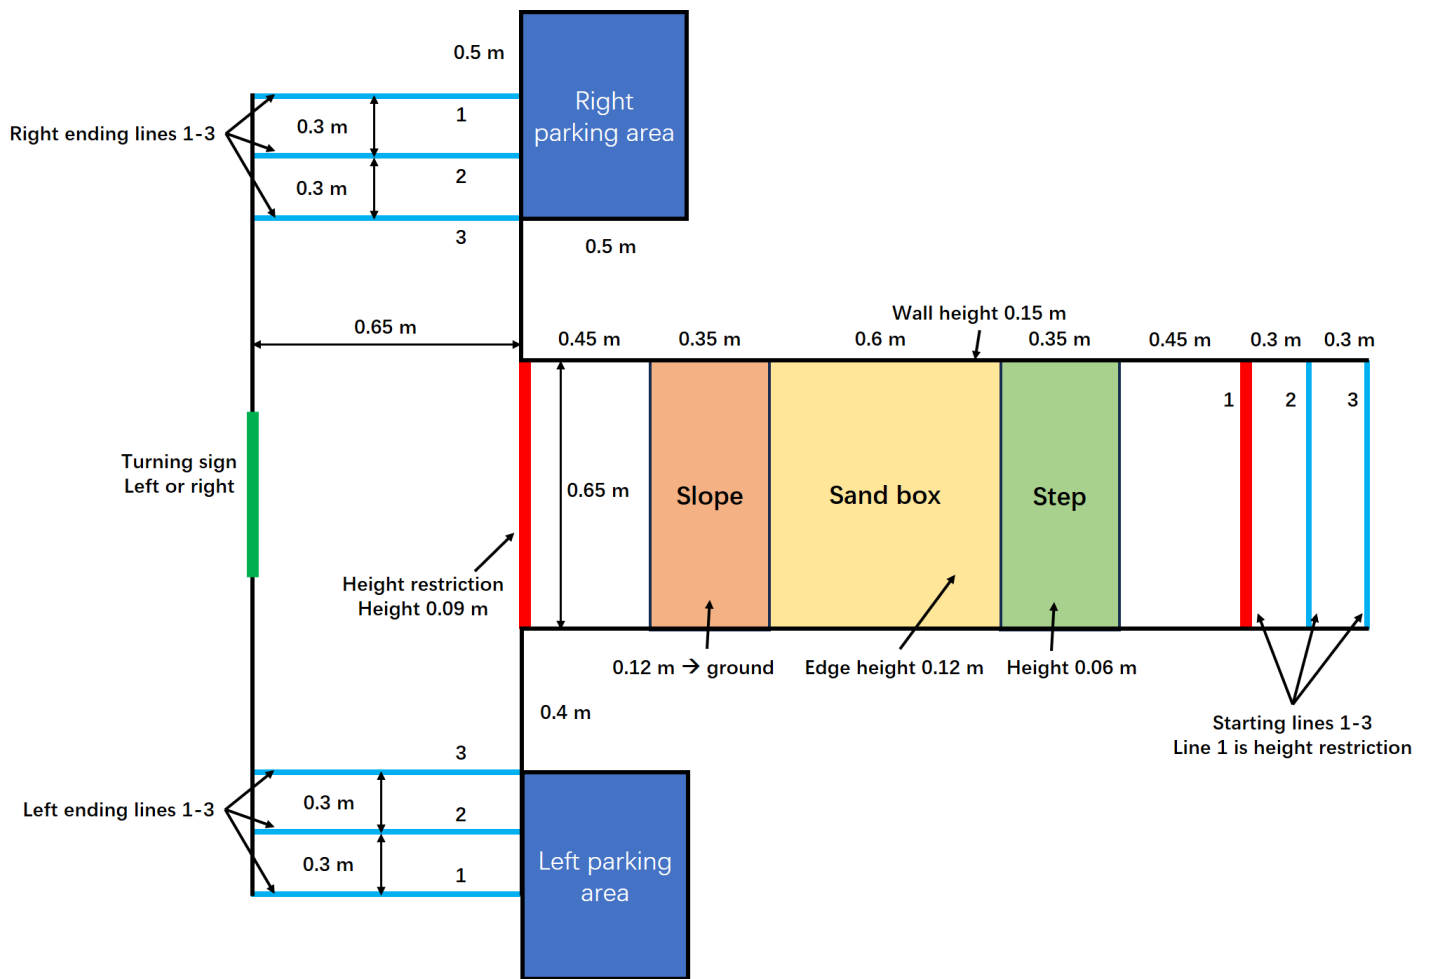 0.5 m
Right
parking area
Right ending lines 1-3
0.3 m
1
0.3 m
2
3
0.5 m
Wall height 0.15 m
0.65 m
0.45 m
0.35 m
0.6 m
0.35 m
0.45 m
0.3 m
0.3 m
1
2
3
Turning sign
Left or right
0.65 m
Slope
Sand box
Step
Height restriction
Height 0.09 m
0.12 m → ground
Edge height 0.12 m
Height 0.06 m
0.4 m
Starting lines 1-3
Line 1 is height restriction
3
Left ending lines 1-3
0.3 m
2
0.3 m
1
Left parking
area